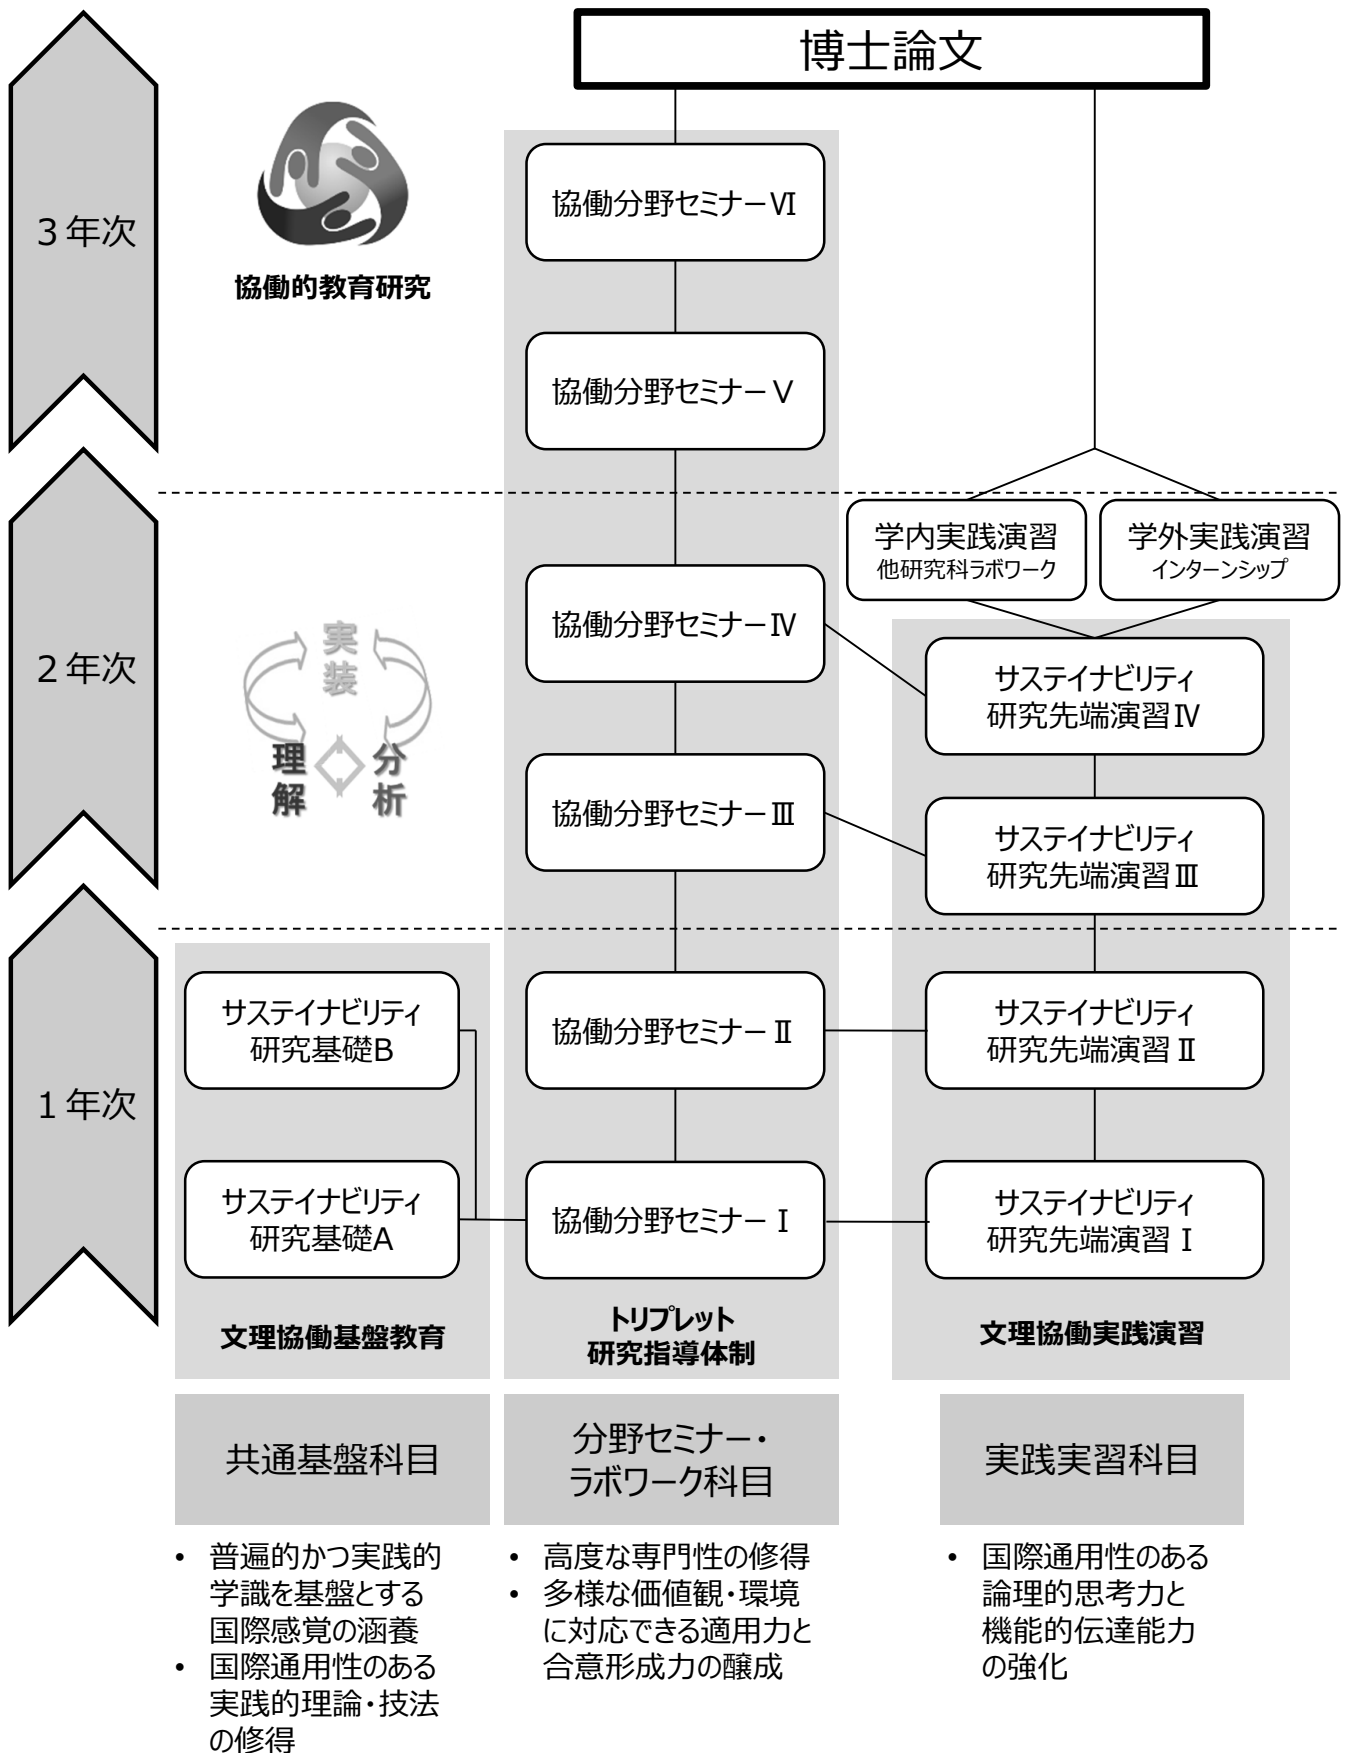 博士論文
3年次
協働的教育研究
協働分野セミナーⅥ
協働分野セミナーⅤ
2年次
実装
理解
分析
協働分野セミナーⅣ
協働分野セミナーⅢ
学内実践演習
他研究科ラボワーク
学外実践演習
インターンシップ
サステイナビリティ
研究先端演習Ⅳ
サステイナビリティ
研究先端演習Ⅲ
1年次
サステイナビリティ
研究基礎B
サステイナビリティ
研究基礎A
文理協働基盤教育
協働分野セミナーⅡ
協働分野セミナーⅠ
トリプレット
研究指導体制
サステイナビリティ
研究先端演習Ⅱ
サステイナビリティ
研究先端演習Ⅰ
文理協働実践演習
共通基盤科目
• 普遍的かつ実践的
学識を基盤とする
国際感覚の涵養
• 国際通用性のある
実践的理論・技法
の修得
分野セミナー・
ラボワーク科目
• 高度な専門性の修得
• 多様な価値観・環境
に対応できる適用力と
合意形成力の醸成
実践実習科目
• 国際通用性のある
論理的思考力と
機能的伝達能力
の強化